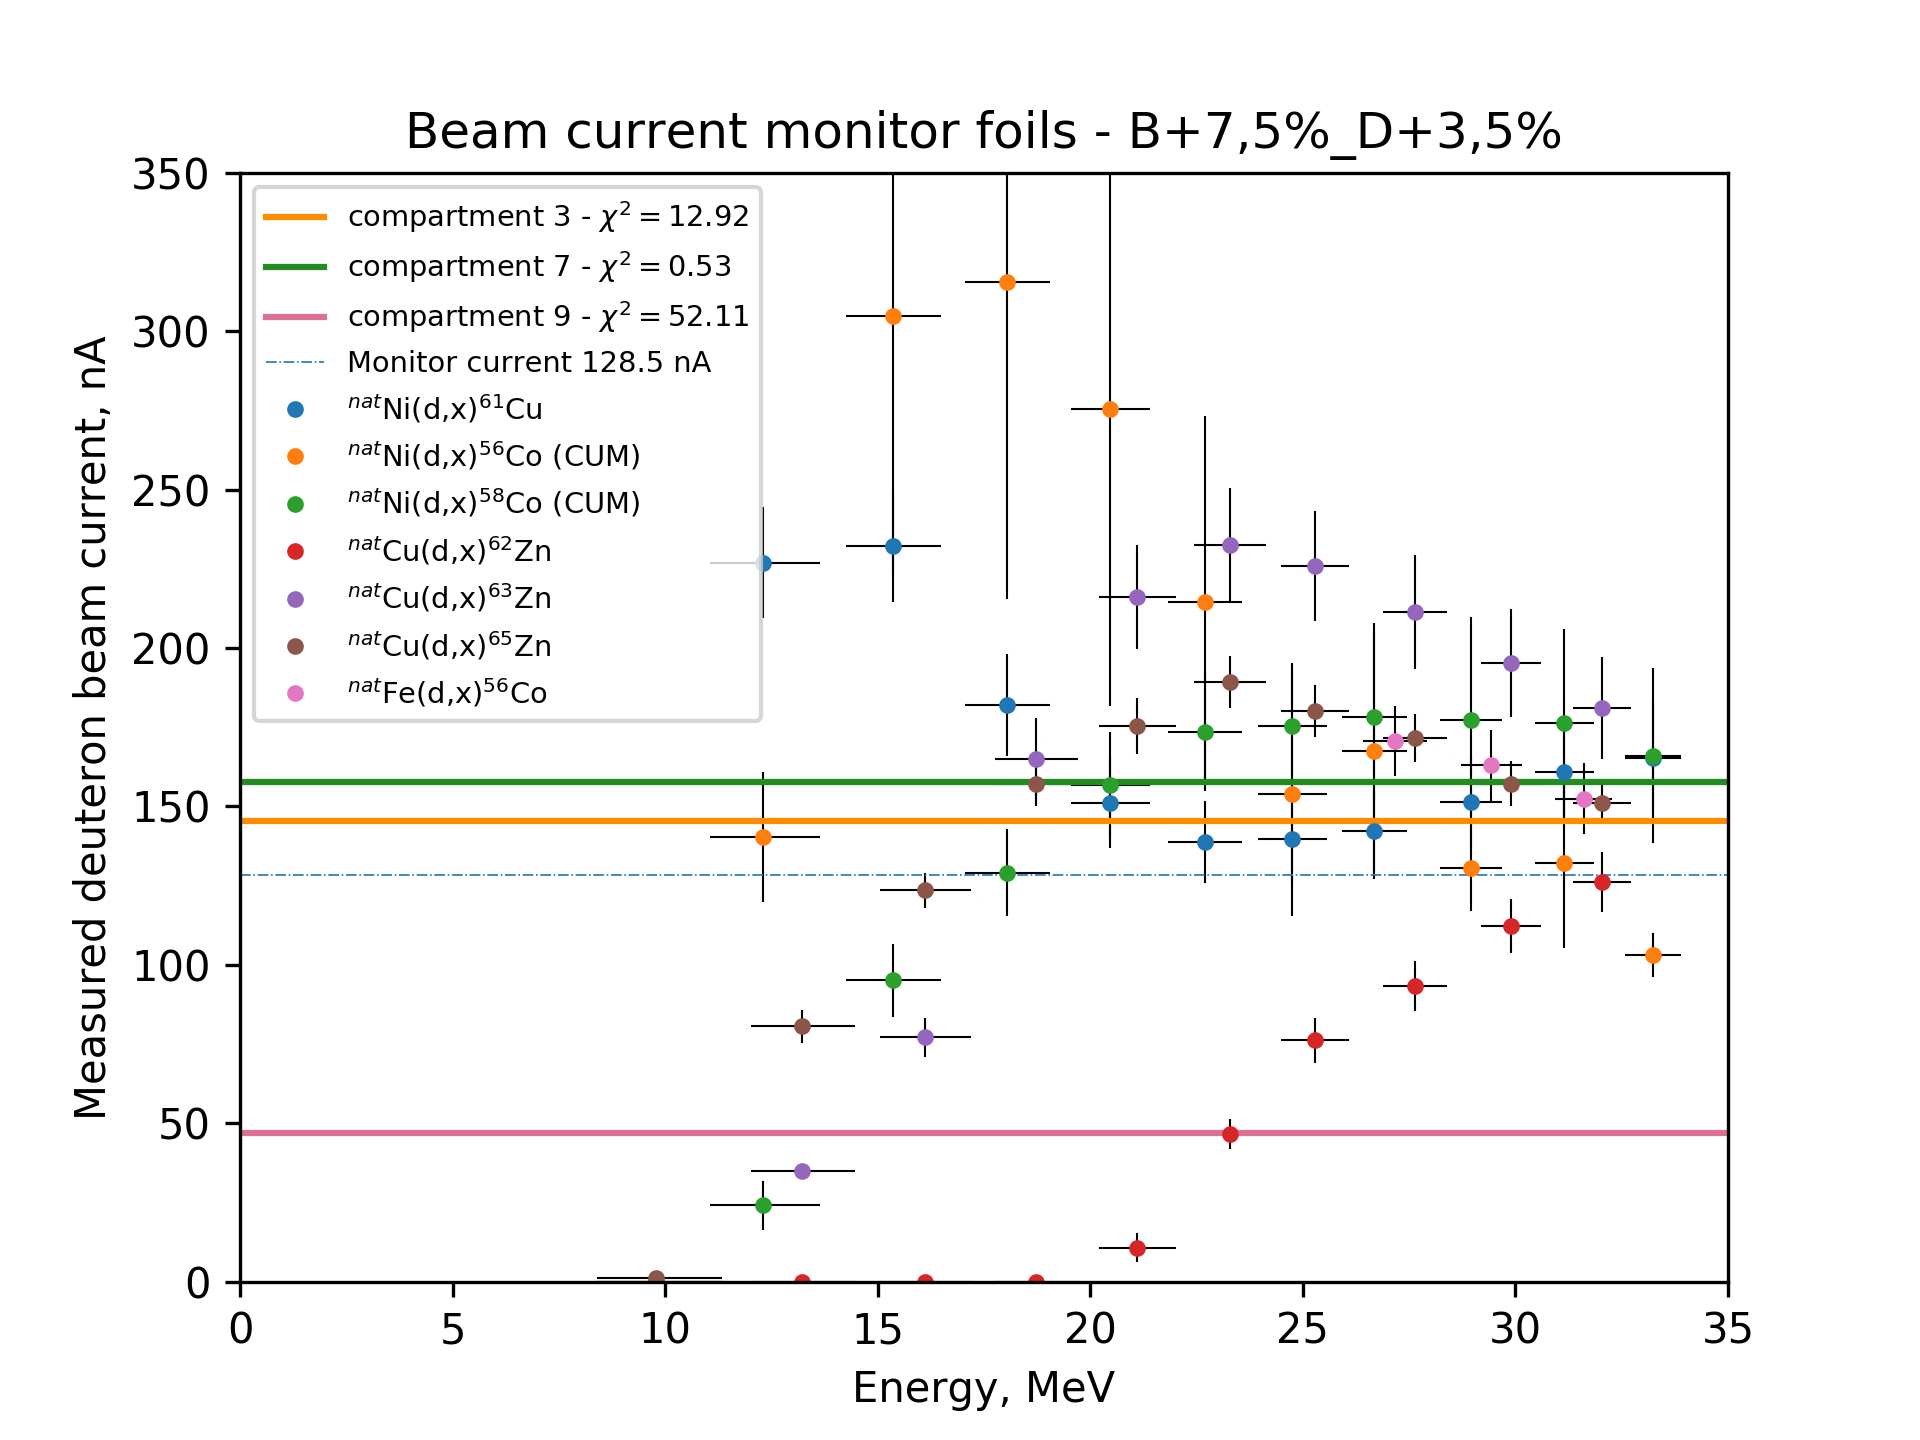 Beam current monitor foils - B+7,5%_D+3,5%
350
300
250
200
150
100
50
0
Measured deuteron beam current, nA
compartment 3 - χ² = 12.92
compartment 7 - χ² = 0.53
compartment 9 - χ² = 52.11
Monitor current 128.5 nA
ⁿᵃᵗNi(d,x)⁶¹Cu
ⁿᵃᵗNi(d,x)⁵⁶Co (CUM)
ⁿᵃᵗNi(d,x)⁵⁸Co (CUM)
ⁿᵃᵗCu(d,x)⁶²Zn
ⁿᵃᵗCu(d,x)⁶³Zn
ⁿᵃᵗCu(d,x)⁶⁵Zn
ⁿᵃᵗFe(d,x)⁵⁶Co
0 5 10 15 20 25 30 35
Energy, MeV